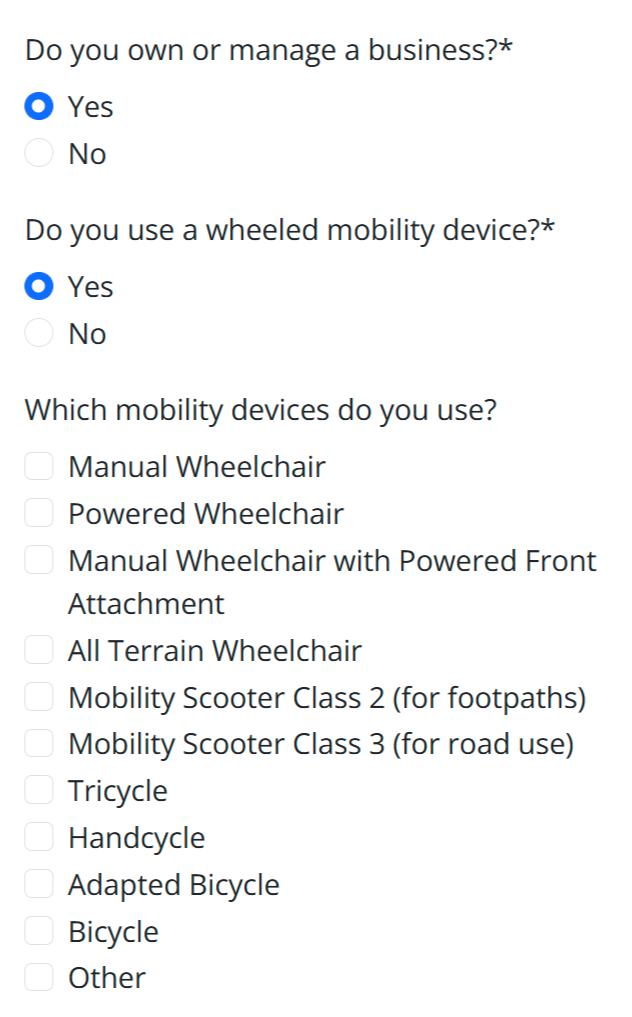 Do you own or manage a business?*
Yes
No
Do you use a wheeled mobility device?*
Yes
No
Which mobility devices do you use?
Manual Wheelchair
Powered Wheelchair
Manual Wheelchair with Powered Front
Attachment
All Terrain Wheelchair
Mobility Scooter Class 2 (for footpaths)
Mobility Scooter Class 3 (for road use)
Tricycle
Handcycle
Adapted Bicycle
Bicycle
Other